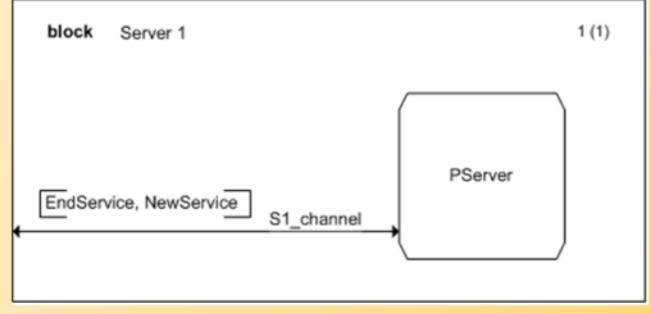 block Server 1 1 (1)
PServer
EndService, NewService
S1_channel